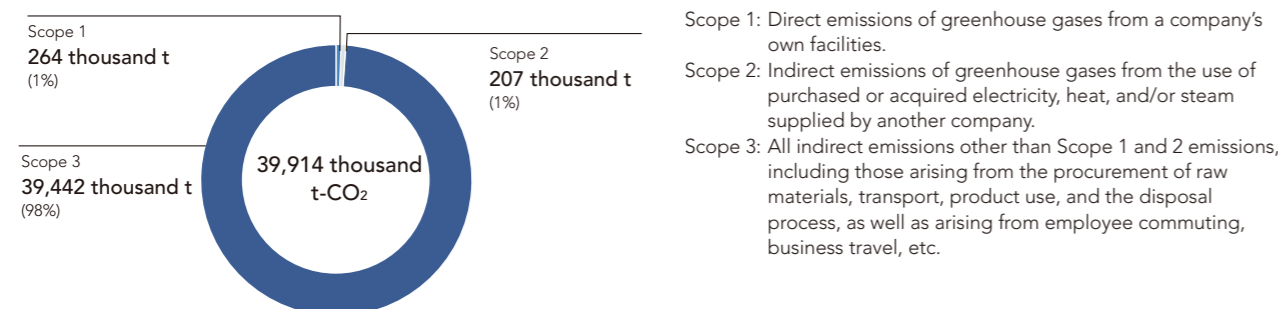 Scope 1
264 thousand t
(1%)
Scope 2
207 thousand t
(1%)
Scope 3
39,442 thousand t
(98%)
39,914 thousand
t-CO₂
Scope 1: Direct emissions of greenhouse gases from a company’s
own facilities.
Scope 2: Indirect emissions of greenhouse gases from the use of
purchased or acquired electricity, heat, and/or steam
supplied by another company.
Scope 3: All indirect emissions other than Scope 1 and 2 emissions,
including those arising from the procurement of raw
materials, transport, product use, and the disposal
process, as well as arising from employee commuting,
business travel, etc.